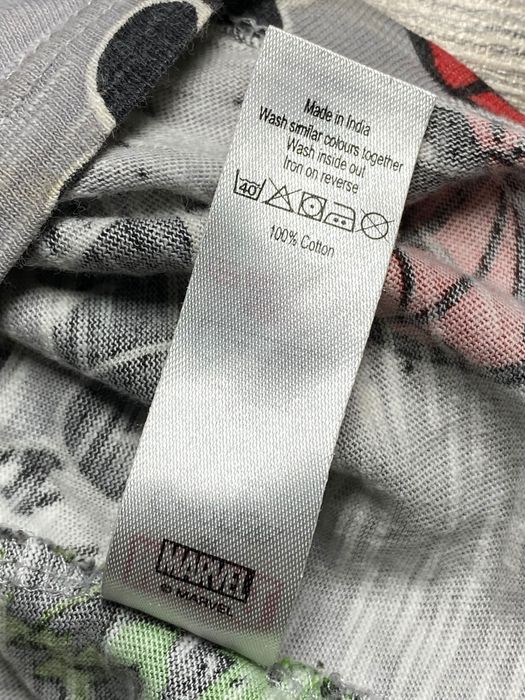 Made in India
Wash similar colours together
Wash inside out
Iron on reverse
40°
100% Cotton
MARVEL
© MARVEL